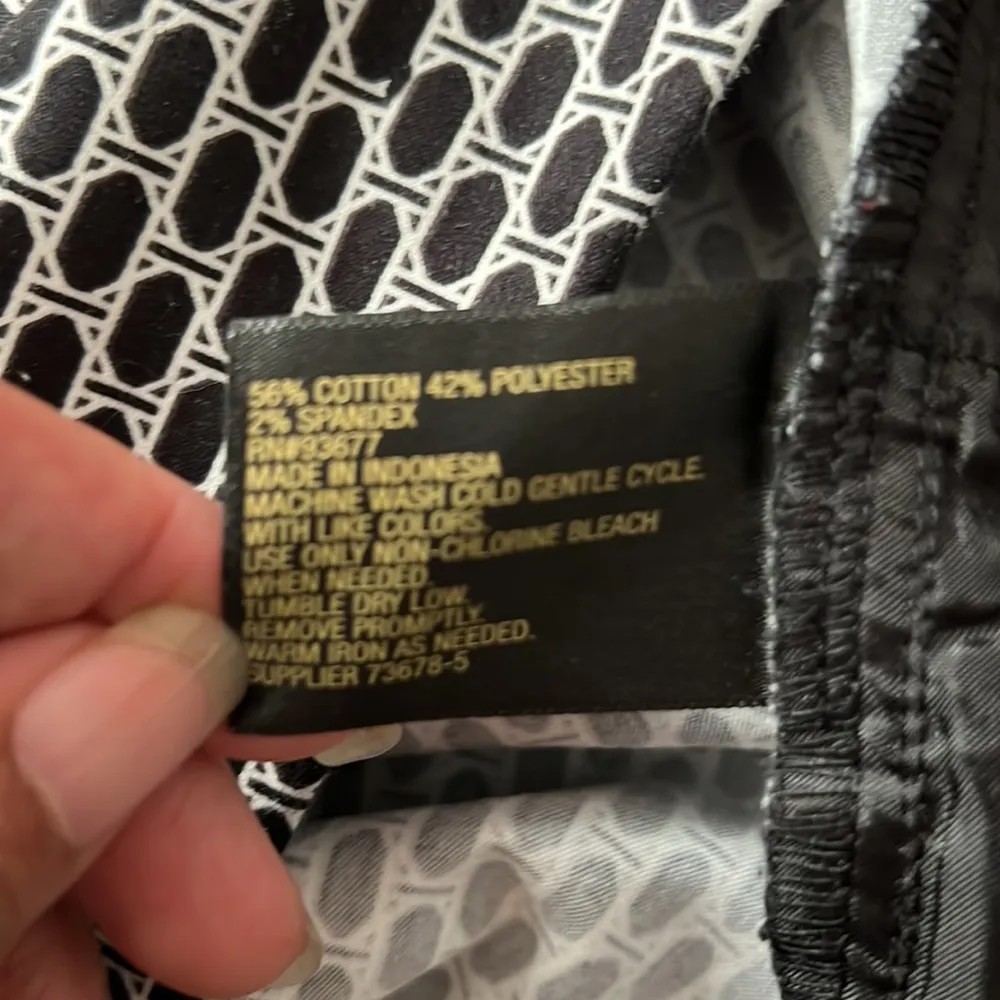 56% COTTON 42% POLYESTER
2% SPANDEX
RN#93677
MADE IN INDONESIA
MACHINE WASH COLD GENTLE CYCLE.
WITH LIKE COLORS.
USE ONLY NON-CHLORINE BLEACH
WHEN NEEDED.
TUMBLE DRY LOW.
REMOVE PROMPTLY.
WARM IRON AS NEEDED.
SUPPLIER 73678-5